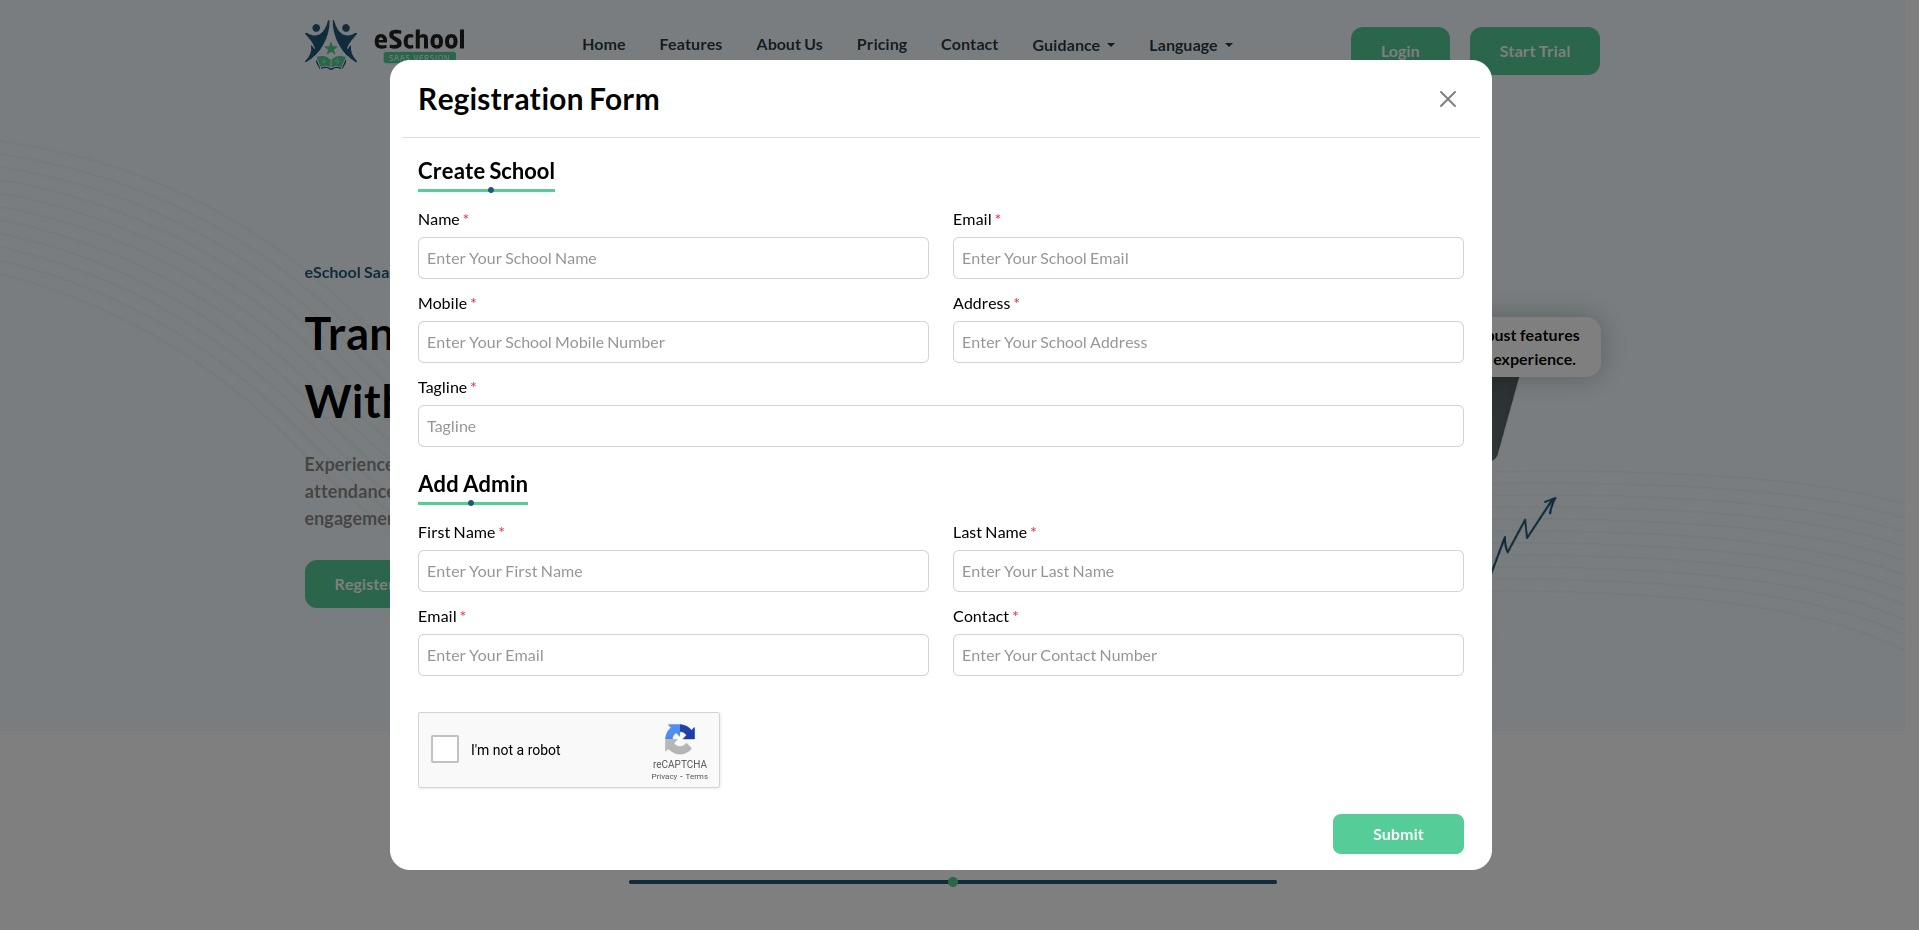 eSchool
SAAS VERSION
Home
Features
About Us
Pricing
Contact
Guidance
Language
Login
Start Trial
Registration Form
Create School
Name *
Email *
Enter Your School Name
Enter Your School Email
Mobile *
Address *
Enter Your School Mobile Number
Enter Your School Address
Tagline *
Tagline
Add Admin
First Name *
Last Name *
Enter Your First Name
Enter Your Last Name
Email *
Contact *
Enter Your Email
Enter Your Contact Number
I'm not a robot
reCAPTCHA
Privacy - Terms
Submit
eSchool Saa
Tran
With
Experience
attendance
engagemen
Register
bust features
experience.